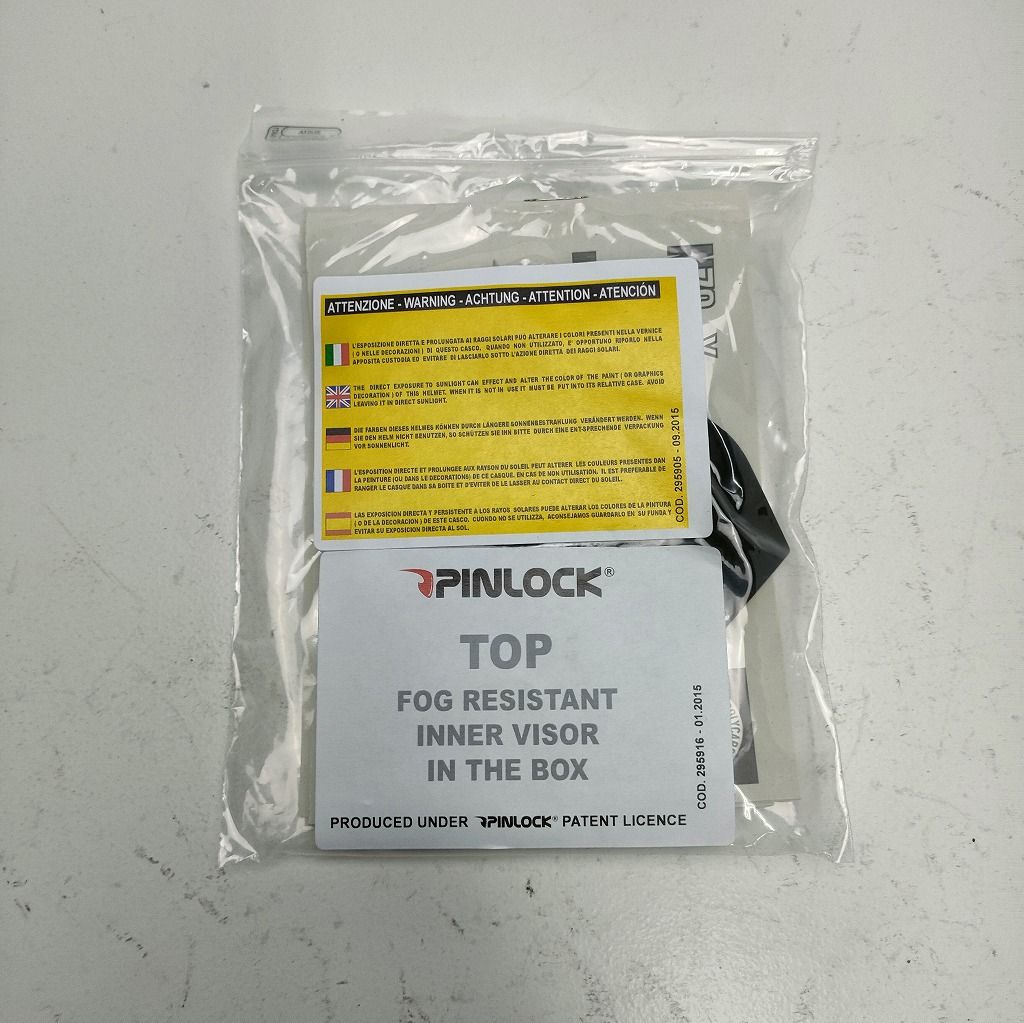 ATTENZIONE - WARNING - ACHTUNG - ATTENTION - ATENCIÓN
L'ESPOSIZIONE DIRETTA E PROLUNGATA AI RAGGI SOLARI PUO ALTERARE I COLORI PRESENTI NELLA VERNICE
( O NELLE DECORAZIONI ) DI QUESTO CASCO. QUANDO NON UTILIZZATO, E' OPPORTUNO RIPORLO NELLA
APPOSITA CUSTODIA ED EVITARE DI LASCIARLO SOTTO L'AZIONE DIRETTA DEI RAGGI SOLARI.
THE DIRECT EXPOSURE TO SUNLIGHT CAN EFFECT AND ALTER THE COLOR OF THE PAINT ( OR GRAPHICS
DECORATION ) OF THIS HELMET. WHEN IT IS NOT IN USE IT MUST BE PUT INTO ITS RELATIVE CASE. AVOID
LEAVING IT IN DIRECT SUNLIGHT.
DIE FARBEN DIESES HELMES KÖNNEN DURCH LÄNGERE SONNENBESTRAHLUNG VERÄNDERT WERDEN. WENN
SIE DEN HELM NICHT BENUTZEN, SO SCHÜTZEN SIE IHN BITTE DURCH EINE ENT-SPRECHENDE VERPACKUNG
VOR SONNENLICHT.
L'ESPOSITION DIRECTE ET PROLONGEE AUX RAYSON DU SOLEIL PEUT ALTERER LES COULEURS PRESENTES DAN
LA PEINTURE (OU DANS LE DECORATIONS) DE CE CASQUE. EN CAS DE NON UTILISATION, IL EST PREFERABLE DE
RANGER LE CASQUE DANS SA BOITE ET D'EVITER DE LE LASSER AU CONTACT DIRECT DU SOLEIL.
LAS EXPOSICION DIRECTA Y PERSISTENTE A LOS RAYOS SOLARES PUEDE ALTERAR LOS COLORES DE LA PINTURA
( O DE LA DECORACION ) DE ESTE CASCO. CUONDO NO SE UTILIZZA, ACONSEJAMOS GUARDARLO EN SU FUNDA Y
EVITAR SU EXPOSICION DIRECTA AL SOL.
COD. 295905 - 09.2015
PINLOCK®
TOP
FOG RESISTANT
INNER VISOR
IN THE BOX
COD. 295916 - 01.2015
PRODUCED UNDER PINLOCK® PATENT LICENCE